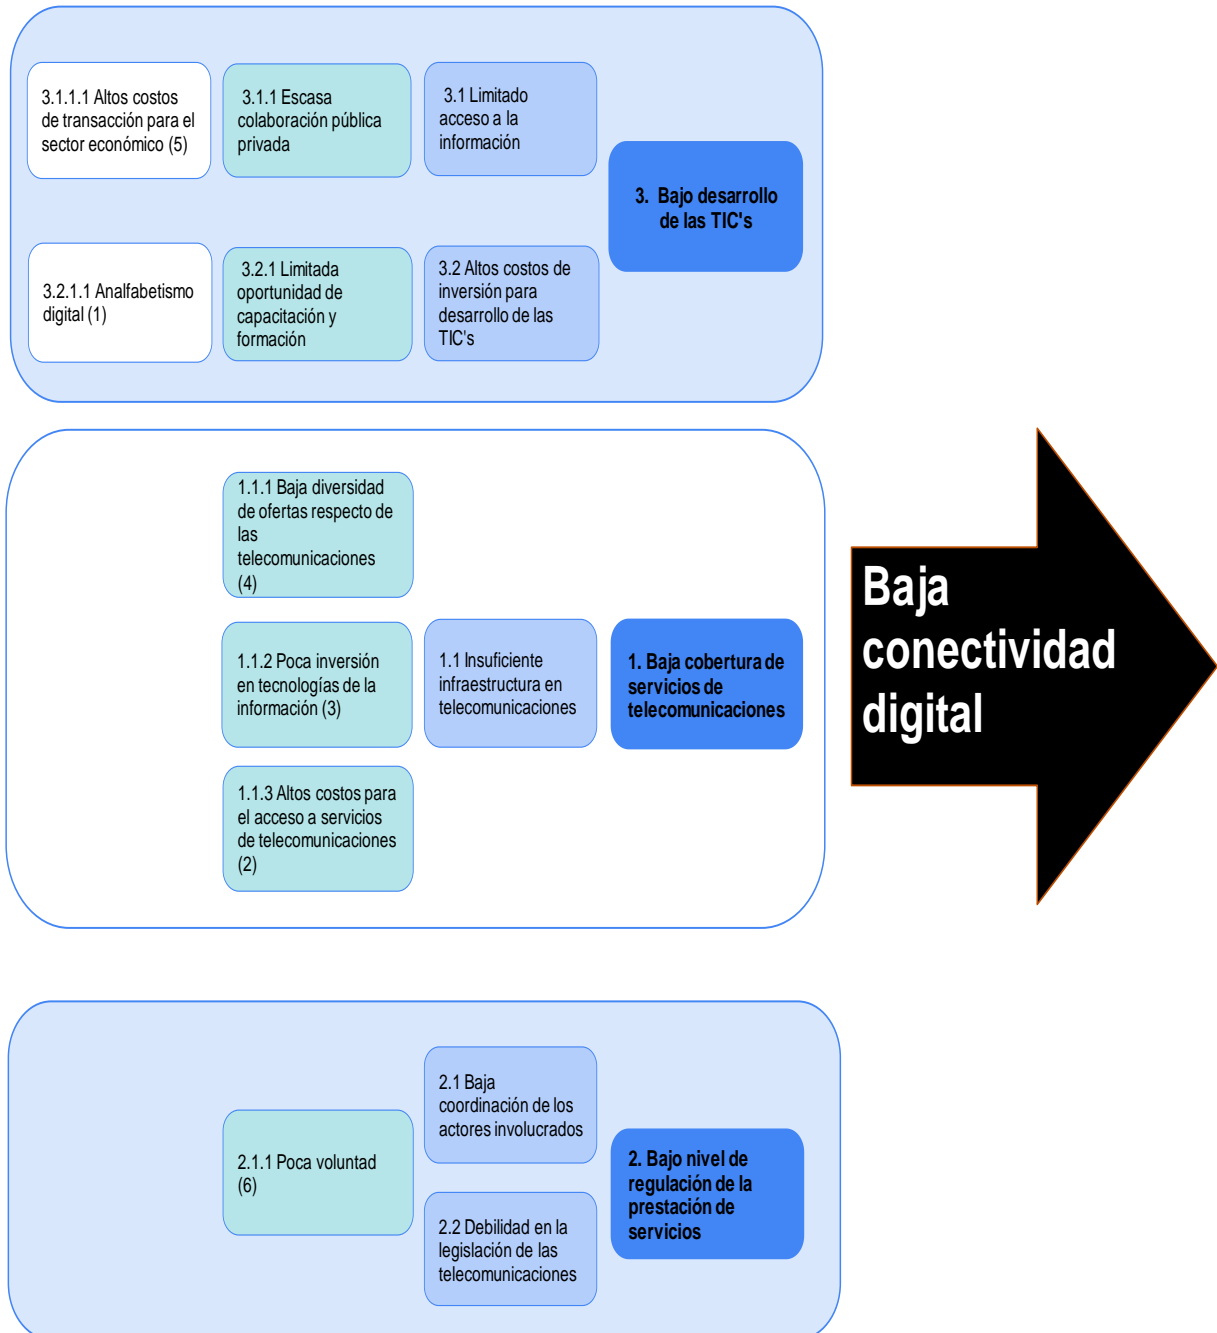 3.1.1.1 Altos costos
de transacción para el
sector económico (5)
3.1.1 Escasa
colaboración pública
privada
3.1 Limitado
acceso a la
información
3. Bajo desarrollo
de las TIC's
3.2.1.1 Analfabetismo
digital (1)
3.2.1 Limitada
oportunidad de
capacitación y
formación
3.2 Altos costos de
inversión para
desarrollo de las
TIC's
1.1.1 Baja diversidad
de ofertas respecto de
las
telecomunicaciones
(4)
1.1.2 Poca inversión
en tecnologías de la
información (3)
1.1.3 Altos costos para
el acceso a servicios
de telecomunicaciones
(2)
1.1 Insuficiente
infraestructura en
telecomunicaciones
1. Baja cobertura de
servicios de
telecomunicaciones
Baja
conectividad
digital
2.1.1 Poca voluntad
(6)
2.1 Baja
coordinación de los
actores involucrados
2.2 Debilidad en la
legislación de las
telecomunicaciones
2. Bajo nivel de
regulación de la
prestación de
servicios